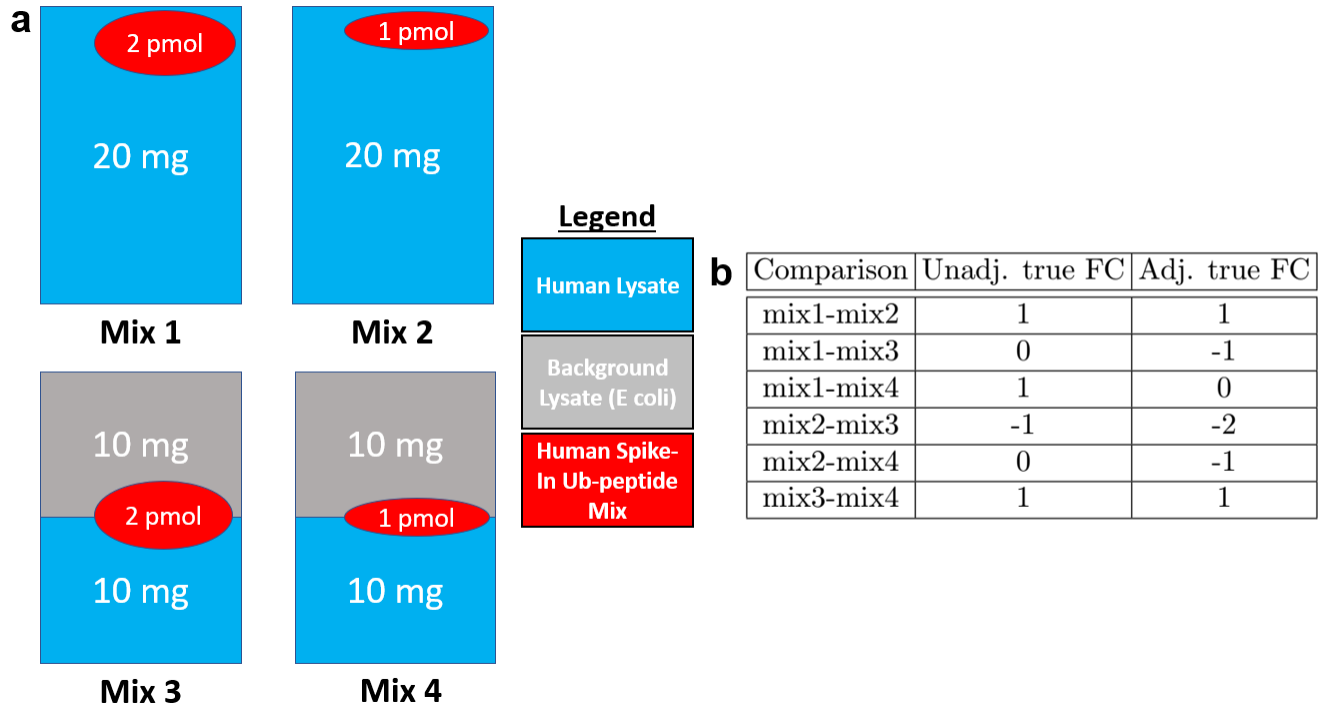 a
2 pmol
20 mg
Mix 1
1 pmol
20 mg
Mix 2
10 mg
2 pmol
10 mg
Mix 3
10 mg
1 pmol
10 mg
Mix 4
Legend
Human Lysate
Background
Lysate (E coli)
Human Spike-
In Ub-peptide
Mix
b
Comparison Unadj. true FC Adj. true FC
mix1-mix2 1 1
mix1-mix3 0 -1
mix1-mix4 1 0
mix2-mix3 -1 -2
mix2-mix4 0 -1
mix3-mix4 1 1